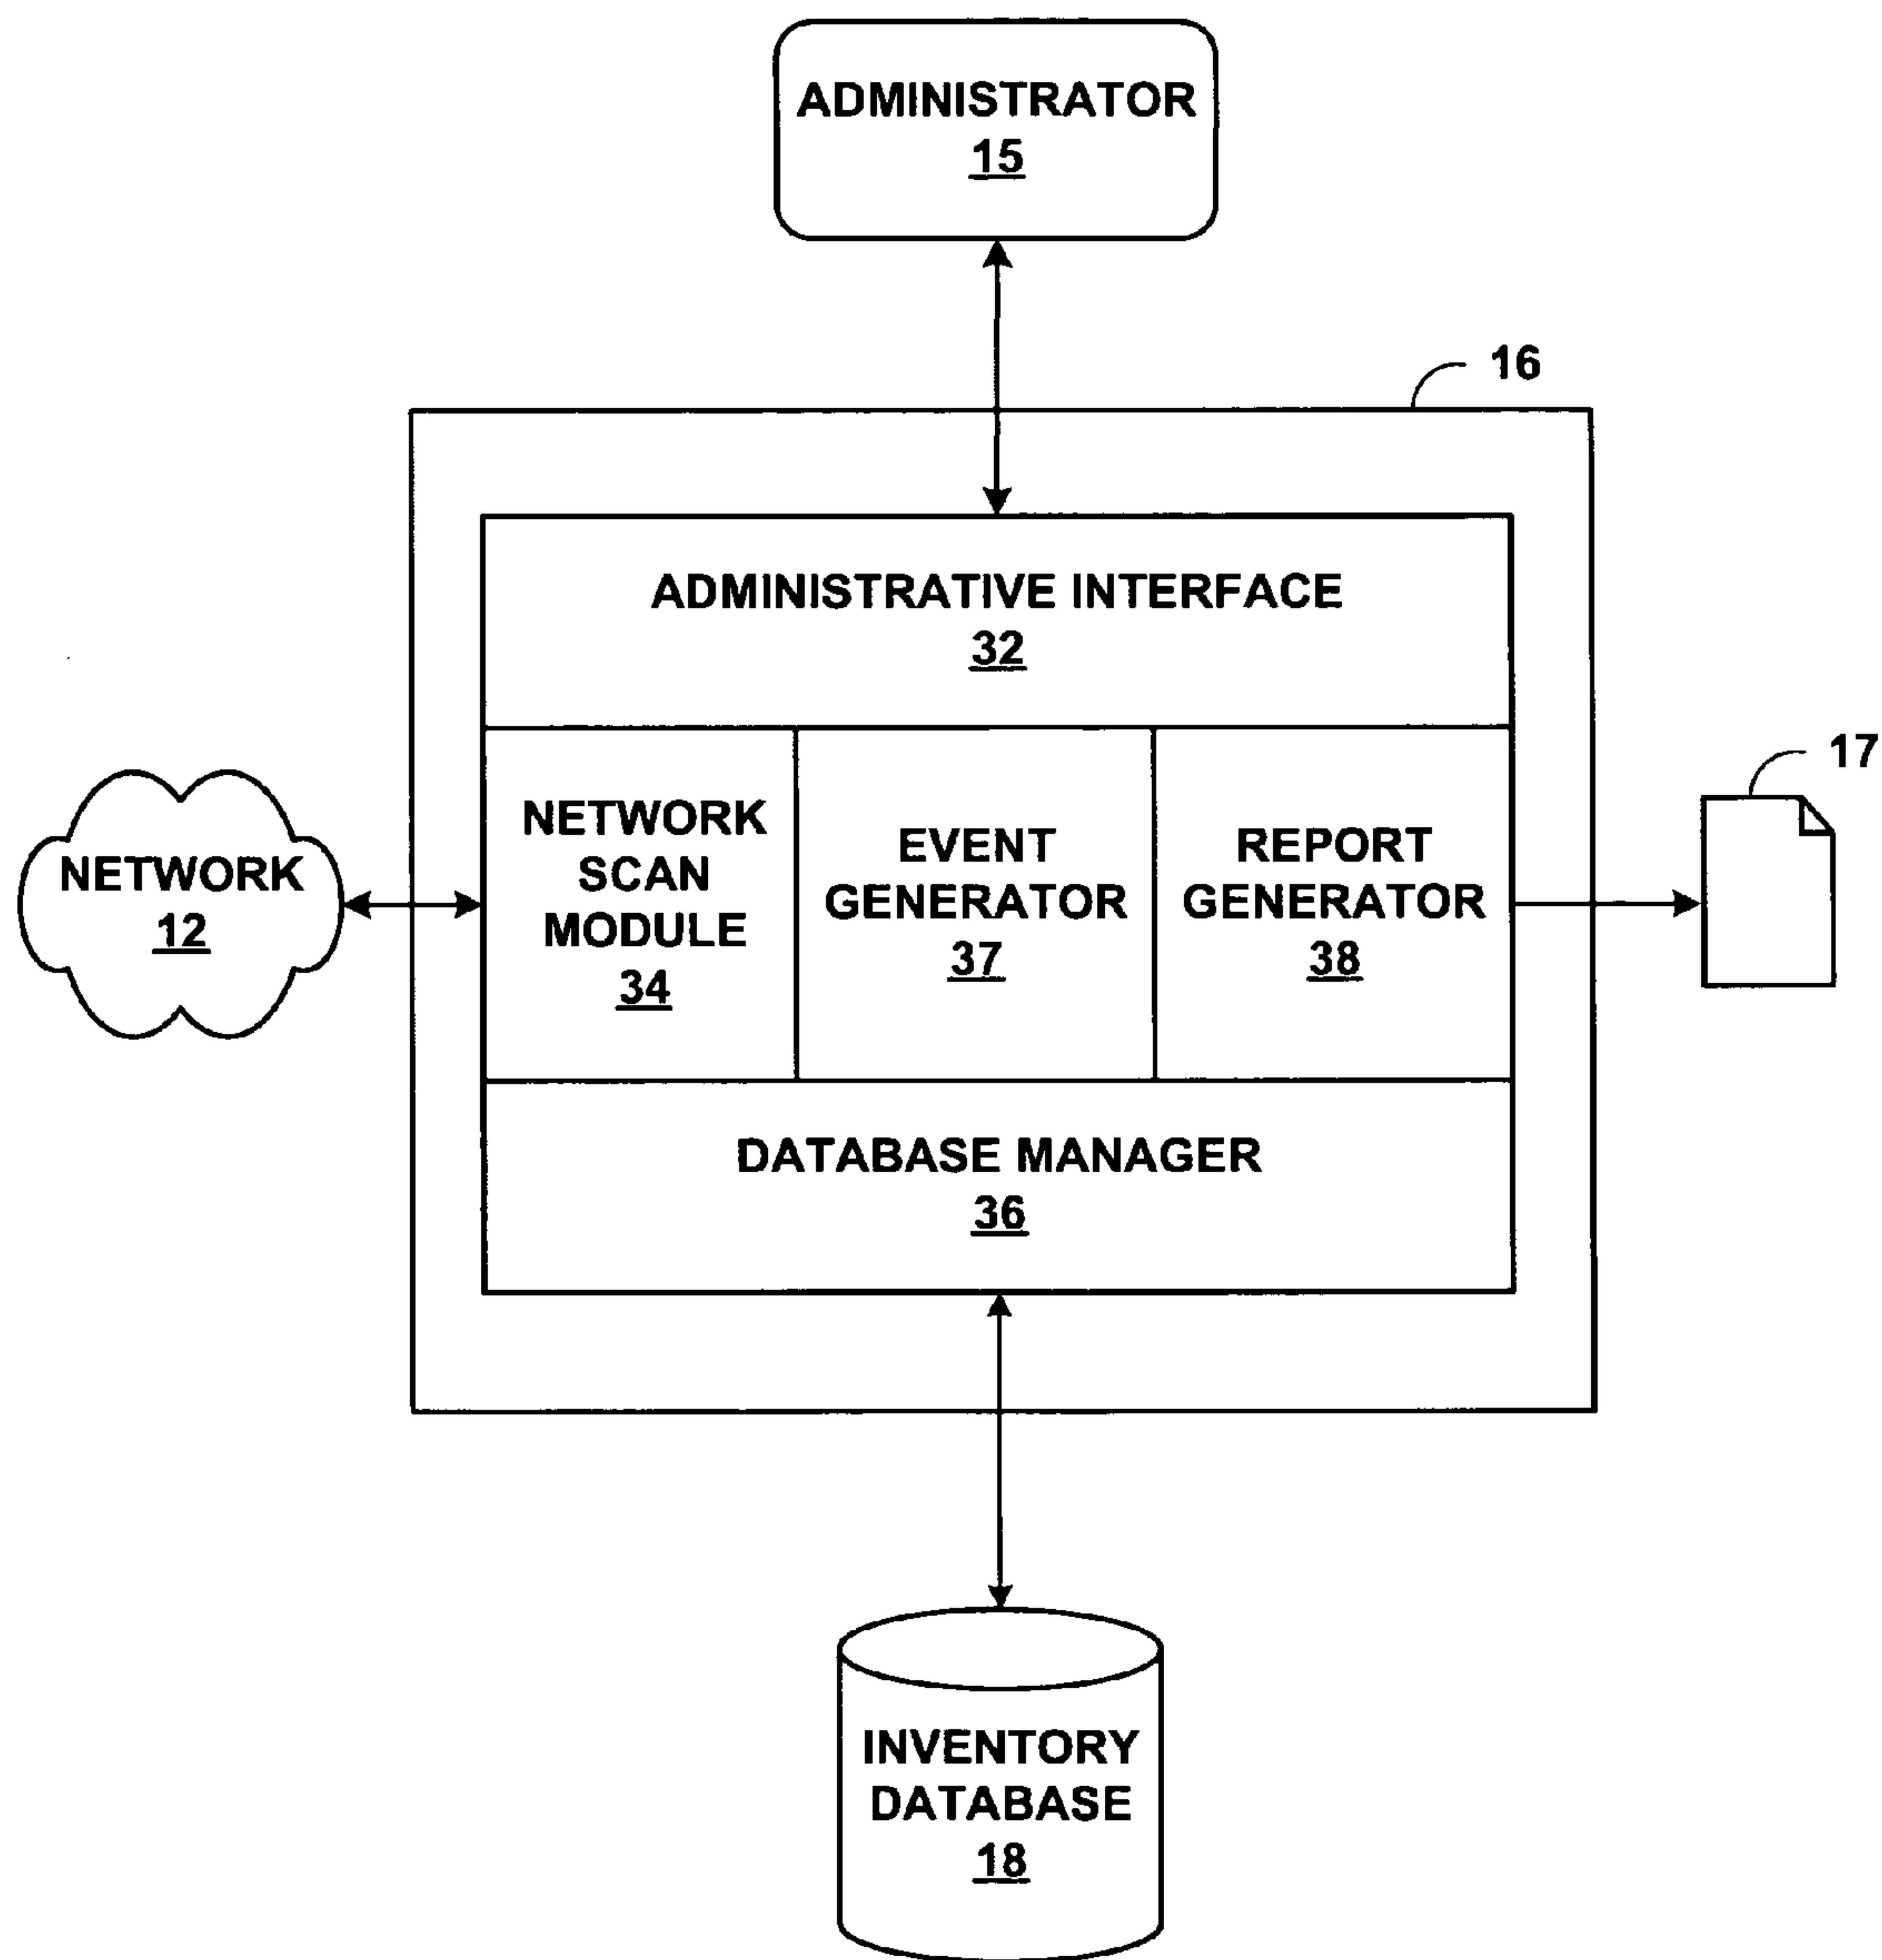 ADMINISTRATOR
15
16
ADMINISTRATIVE INTERFACE
32
17
NETWORK
12
NETWORK
SCAN
MODULE
34
EVENT
GENERATOR
37
REPORT
GENERATOR
38
DATABASE MANAGER
36
INVENTORY
DATABASE
18